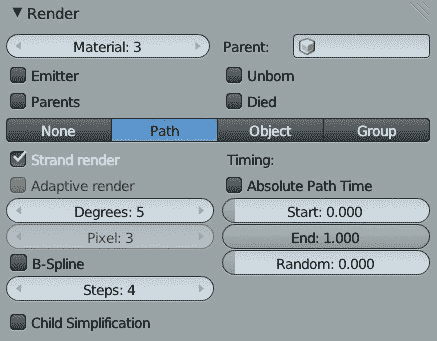 Render
Material: 3 Parent:
Emitter Unborn
Parents Died
None Path Object Group
Strand render Timing:
Adaptive render Absolute Path Time
Degrees: 5 Start: 0.000
Pixel: 3 End: 1.000
B-Spline Random: 0.000
Steps: 4
Child Simplification